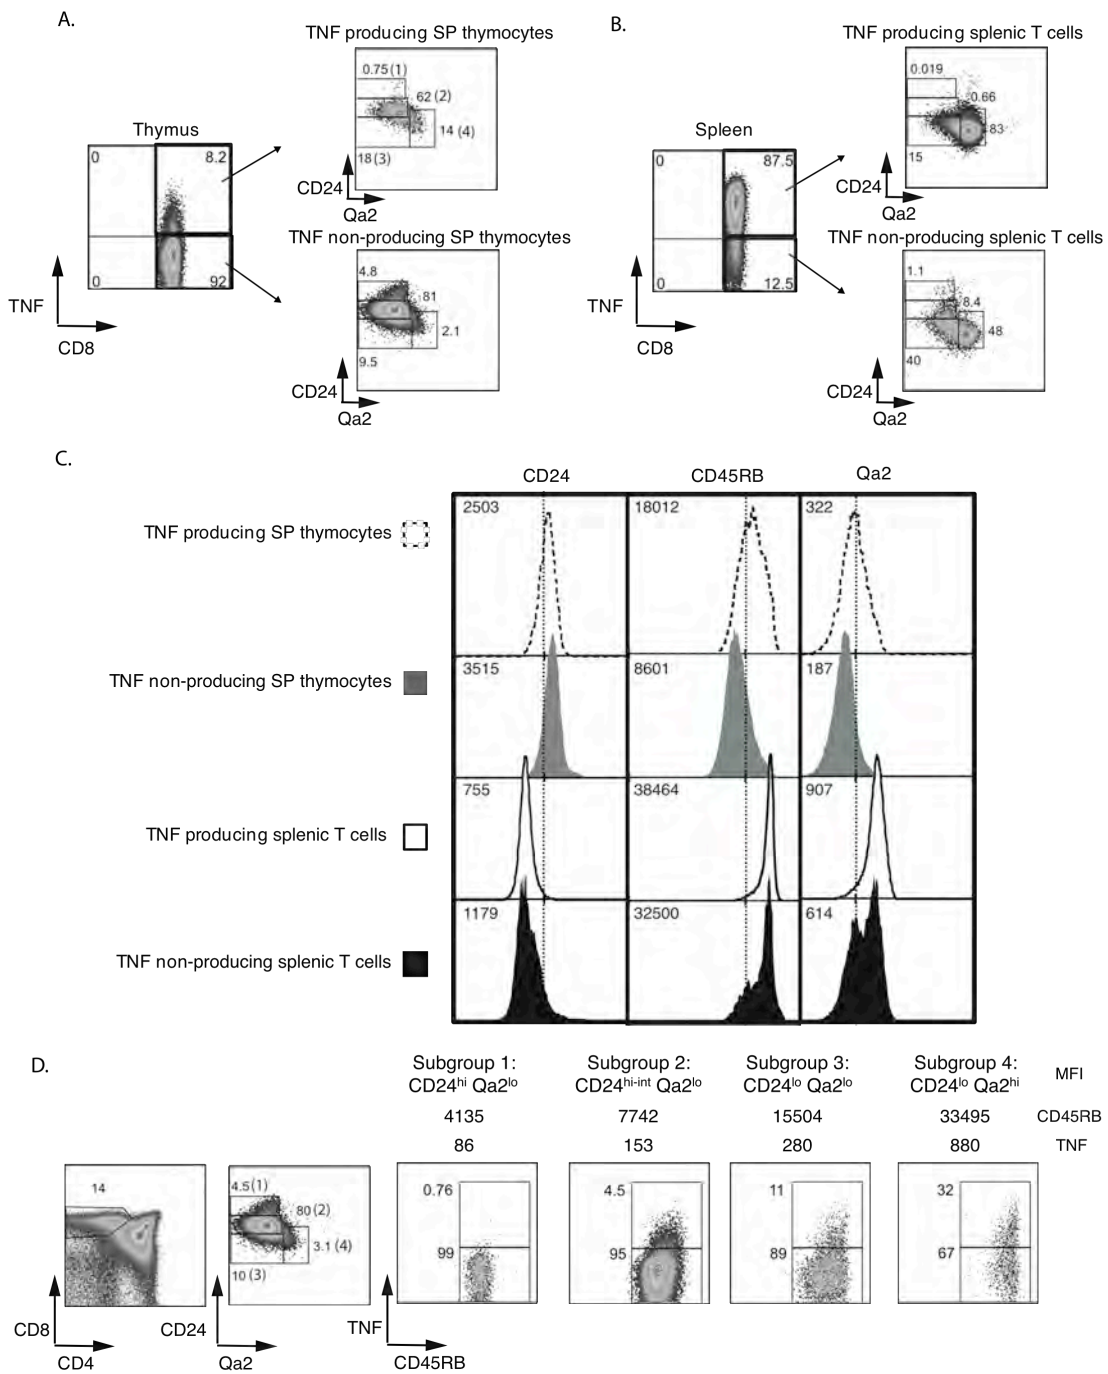 A.
TNF producing SP thymocytes
0.75 (1)
62 (2)
14 (4)
18 (3)
CD24
Qa2
Thymus
0
8.2
0
92
TNF
CD8
TNF non-producing SP thymocytes
4.8
81
2.1
9.5
CD24
Qa2
B.
TNF producing splenic T cells
0.019
0.66
83
15
CD24
Qa2
Spleen
0
87.5
0
12.5
TNF
CD8
TNF non-producing splenic T cells
1.1
8.4
48
40
CD24
Qa2
C.
CD24
CD45RB
Qa2
TNF producing SP thymocytes
2503
18012
322
TNF non-producing SP thymocytes
3515
8601
187
TNF producing splenic T cells
755
38464
907
TNF non-producing splenic T cells
1179
32500
614
D.
Subgroup 1:
CD24hi Qa2lo
Subgroup 2:
CD24hi-int Qa2lo
Subgroup 3:
CD24lo Qa2lo
Subgroup 4:
CD24lo Qa2hi
MFI
4135
7742
15504
33495
CD45RB
86
153
280
880
TNF
14
CD8
CD4
4.5 (1)
80 (2)
3.1 (4)
10 (3)
CD24
Qa2
0.76
99
4.5
95
11
89
32
67
TNF
CD45RB